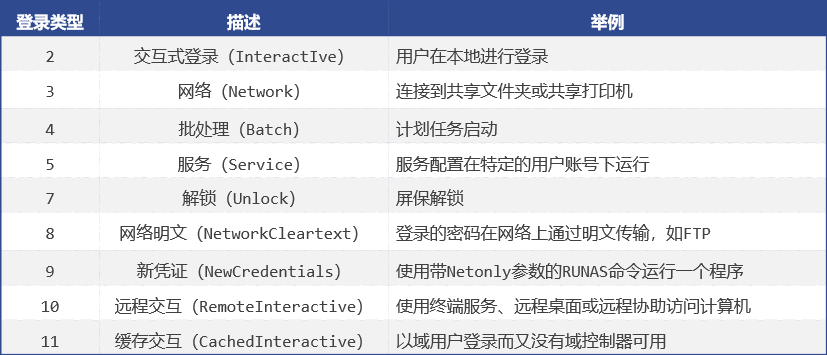 登录类型 描述 举例
2 交互式登录（InteractIve） 用户在本地进行登录
3 网络（Network） 连接到共享文件夹或共享打印机
4 批处理（Batch） 计划任务启动
5 服务（Service） 服务配置在特定的用户账号下运行
7 解锁（Unlock） 屏保解锁
8 网络明文（NetworkCleartext） 登录的密码在网络上通过明文传输，如FTP
9 新凭证（NewCredentials） 使用带Netonly参数的RUNAS命令运行一个程序
10 远程交互（RemoteInteractive） 使用终端服务、远程桌面或远程协助访问计算机
11 缓存交互（CachedInteractive） 以域用户登录而又没有域控制器可用